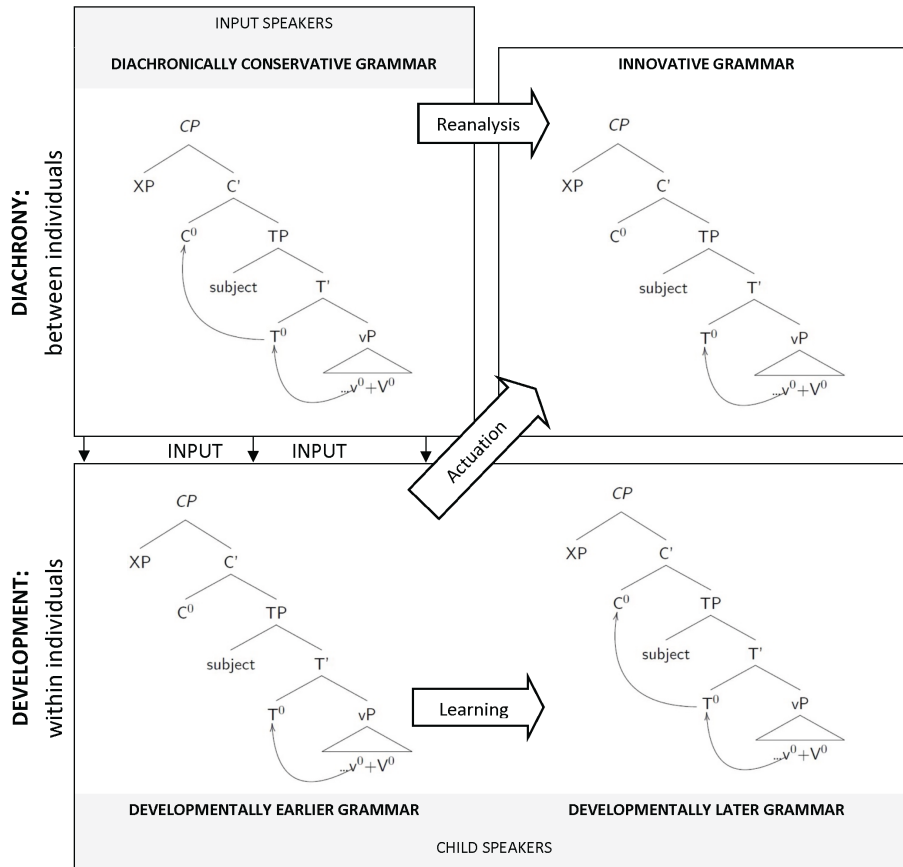 INPUT SPEAKERS
DIACHRONICALLY CONSERVATIVE GRAMMAR
INNOVATIVE GRAMMAR
Reanalysis
DIACHRONY:
between individuals
CP
XP
C'
C⁰
TP
subject
T'
T⁰
vP
...v⁰+V⁰
CP
XP
C'
C⁰
TP
subject
T'
T⁰
vP
...v⁰+V⁰
Actuation
INPUT INPUT
DEVELOPMENT:
within individuals
CP
XP
C'
C⁰
TP
subject
T'
T⁰
vP
...v⁰+V⁰
Learning
CP
XP
C'
C⁰
TP
subject
T'
T⁰
vP
...v⁰+V⁰
DEVELOPMENTALLY EARLIER GRAMMAR
DEVELOPMENTALLY LATER GRAMMAR
CHILD SPEAKERS